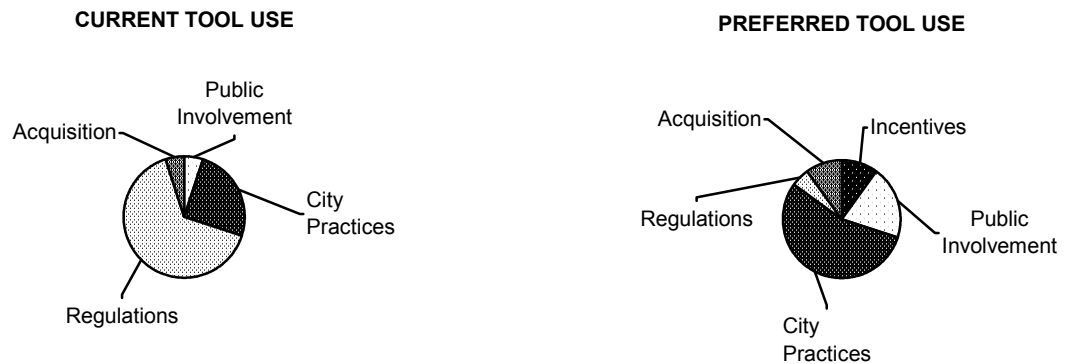 CURRENT TOOL USE
Public
Involvement
Acquisition
City
Practices
Regulations
PREFERRED TOOL USE
Acquisition
Incentives
Regulations
Public
Involvement
City
Practices